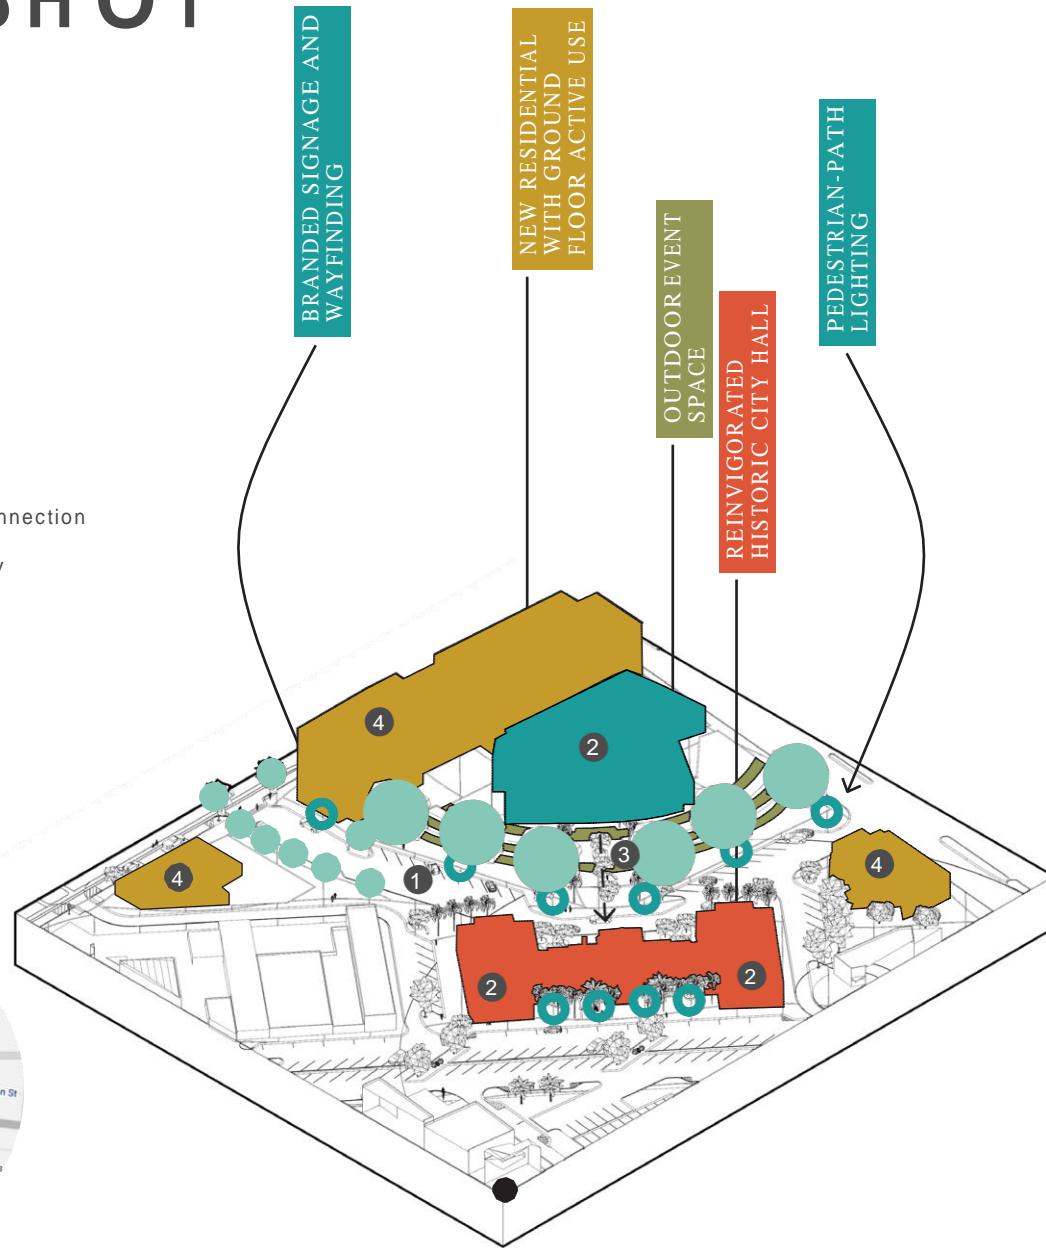 BRANDED SIGNAGE AND
WAYFINDING
NEW RESIDENTIAL
WITH GROUND
FLOOR ACTIVE USE
OUTDOOR EVENT
SPACE
REINVIGORATED
HISTORIC CITY HALL
PEDESTRIAN-PATH
LIGHTING
nnection
4
2
4
1
3
4
2
2
n St